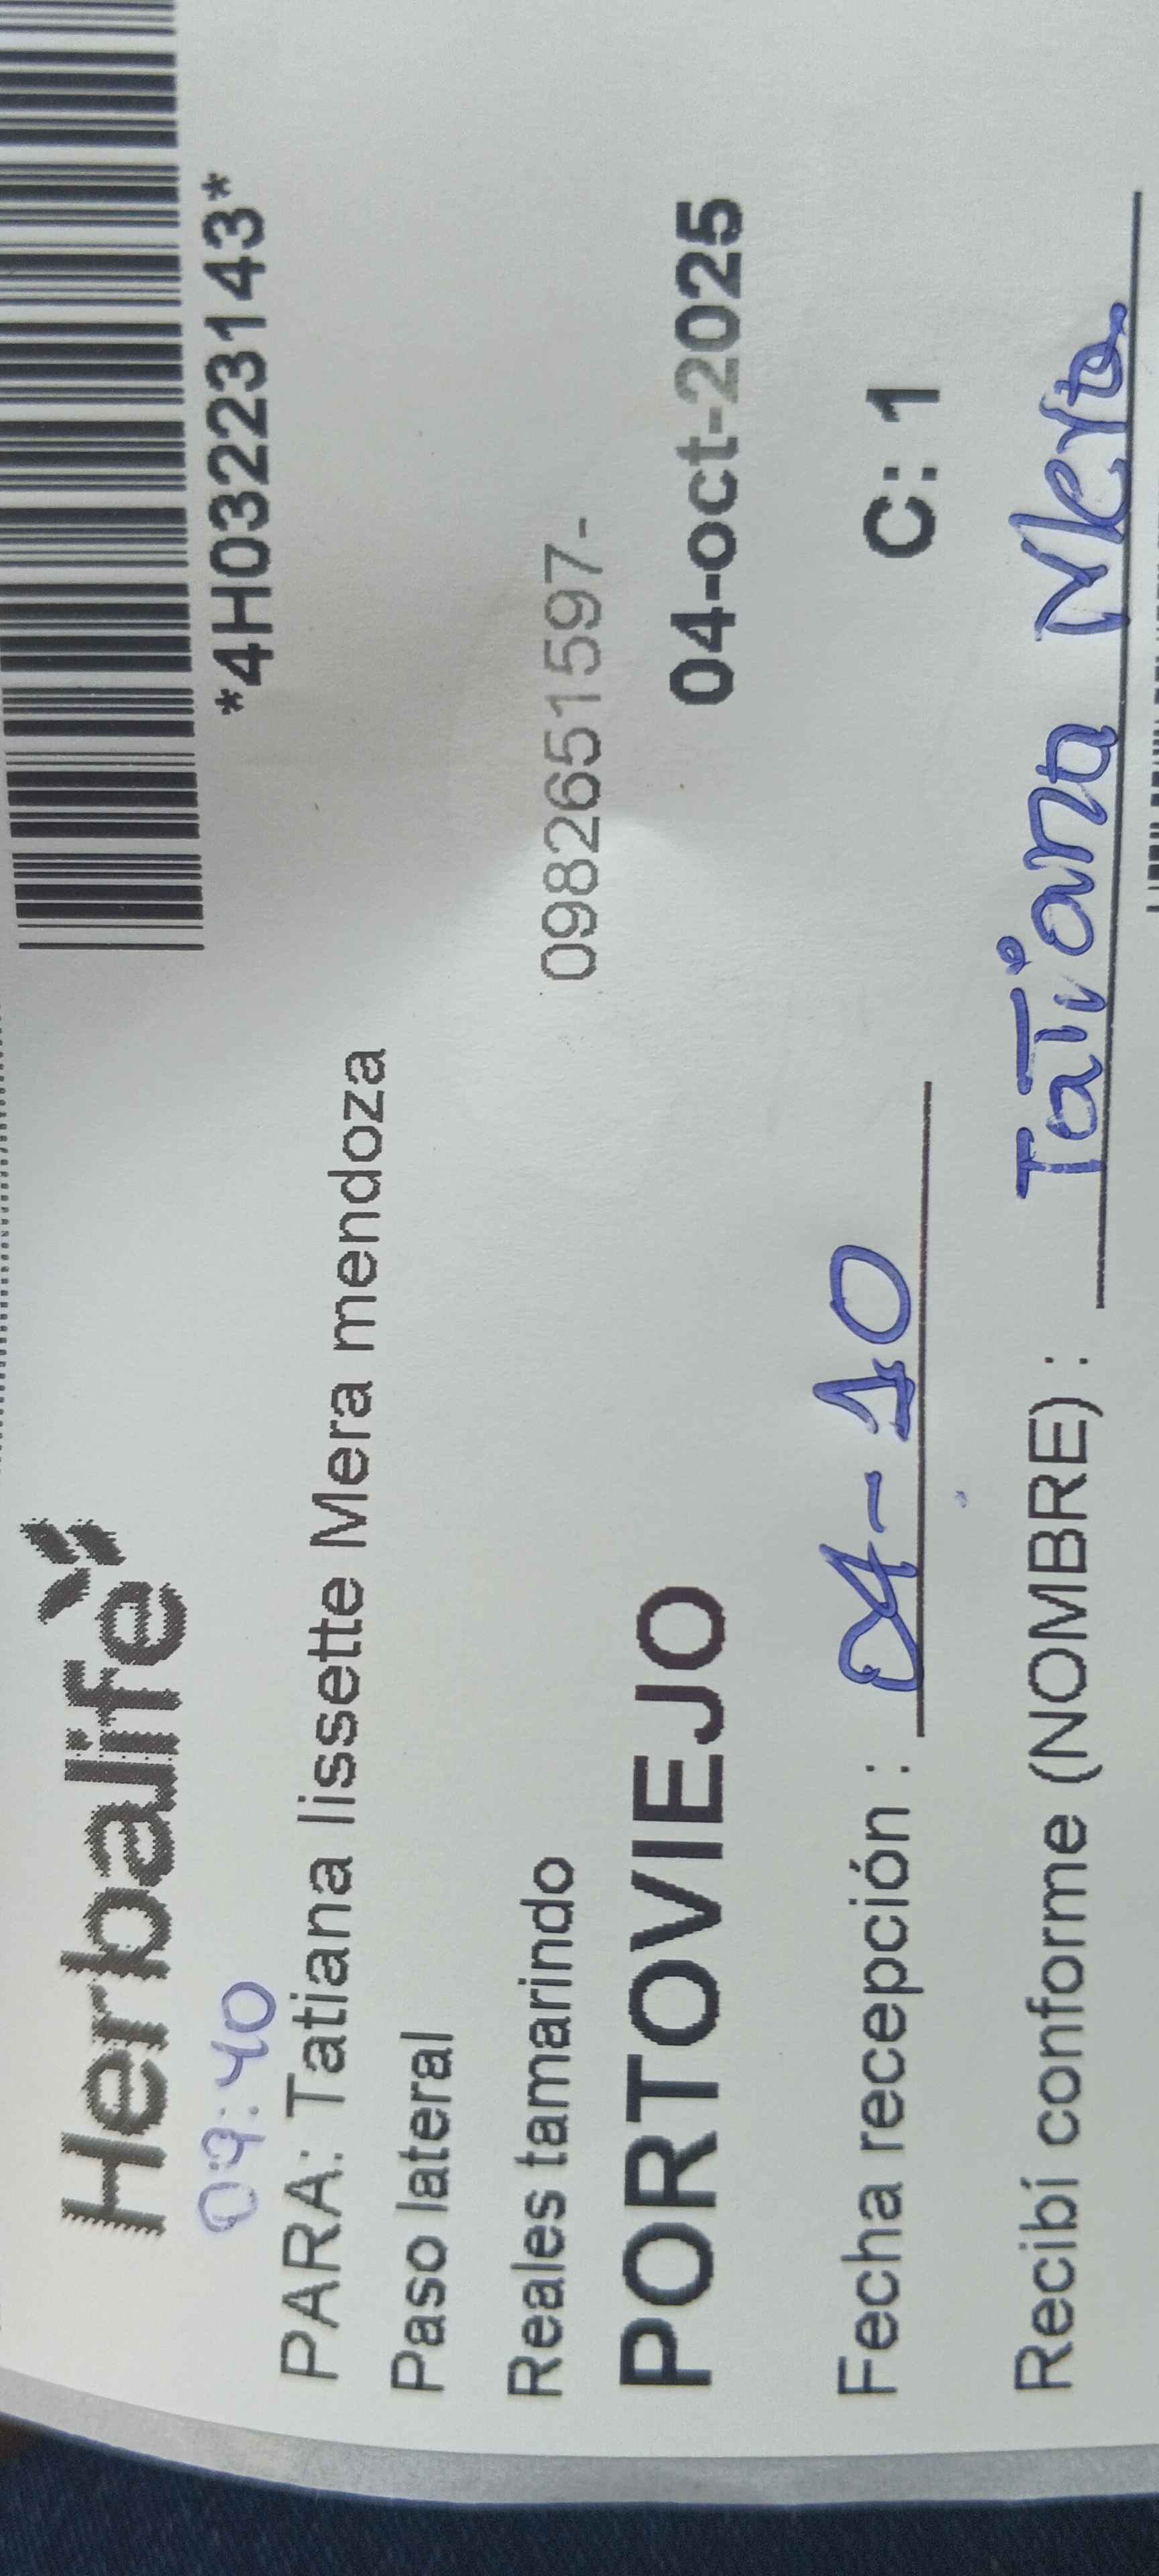 Herbalife
*4H03223143*
09:40
PARA: Tatiana lissette Mera mendoza
Paso lateral
0982651597-
Reales tamarindo
04-oct-2025
PORTOVIEJO
C: 1
Fecha recepción : 04-10
Recibí conforme (NOMBRE) : Tatiana Mera